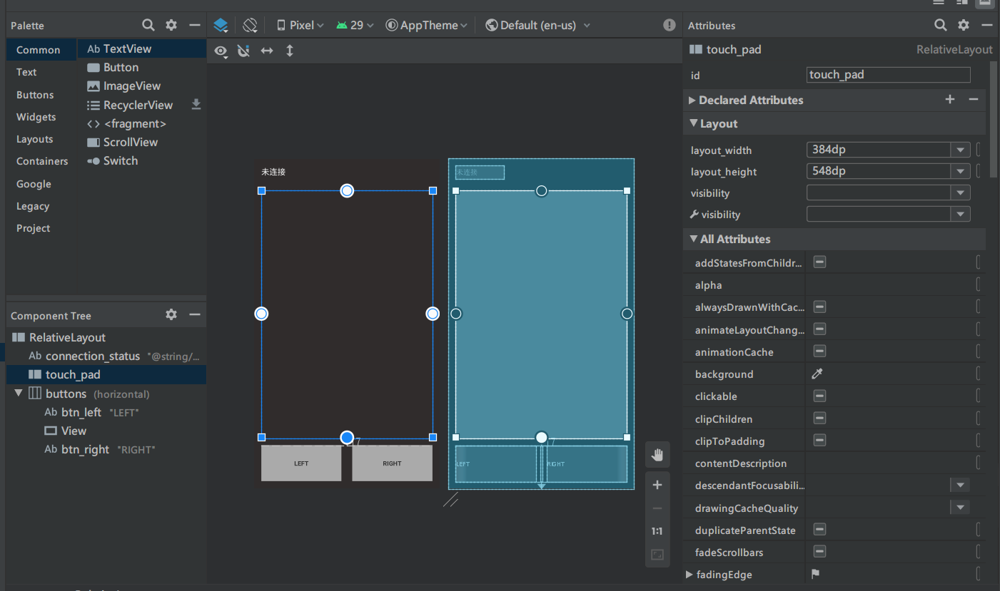 Palette
Common
Text
Buttons
Widgets
Layouts
Containers
Google
Legacy
Project
Ab TextView
Button
ImageView
RecyclerView
<> <fragment>
ScrollView
Switch
Component Tree
RelativeLayout
Ab connection_status "@string/...
touch_pad
buttons (horizontal)
Ab btn_left "LEFT"
View
Ab btn_right "RIGHT"
Pixel 29 AppTheme Default (en-us)
未连接
LEFT
RIGHT
未连接
LEFT
RIGHT
1:1
Attributes
touch_pad RelativeLayout
id touch_pad
Declared Attributes
Layout
layout_width 384dp
layout_height 548dp
visibility
visibility
All Attributes
addStatesFromChildr...
alpha
alwaysDrawnWithCac...
animateLayoutChang...
animationCache
background
clickable
clipChildren
clipToPadding
contentDescription
descendantFocusabili...
drawingCacheQuality
duplicateParentState
fadeScrollbars
fadingEdge